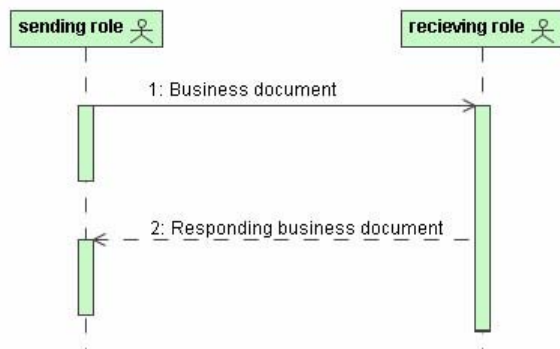 sending role
recieving role
1: Business document
2: Responding business document